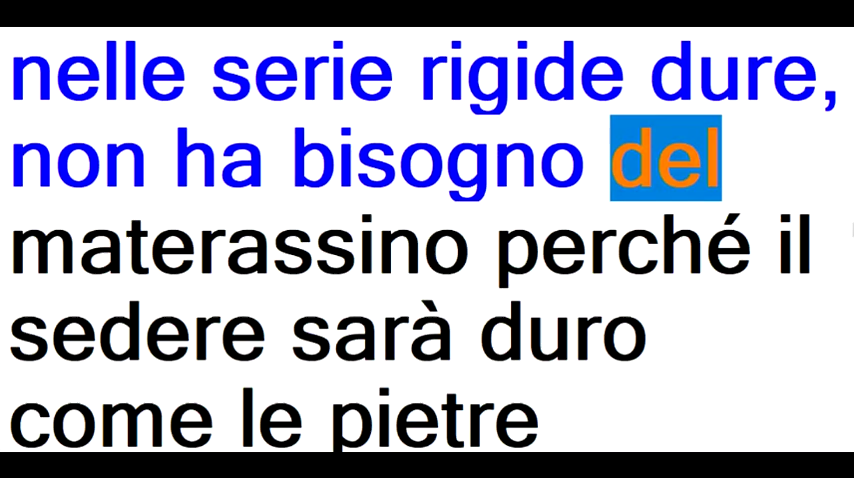 nelle serie rigide dure,
non ha bisogno del
materassino perché il
sedere sarà duro
come le pietre